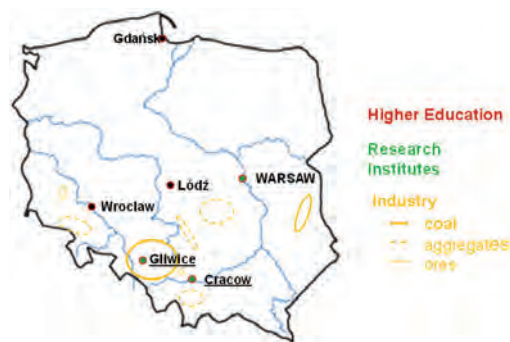 Gdańsk
Higher Education
Research
Institutes
WARSAW
Łódź
Wrocław
Industry
coal
aggregates
ores
Gliwice
Cracow